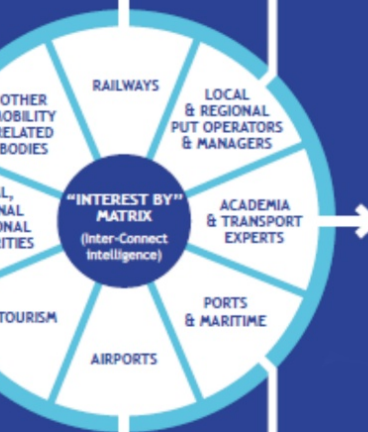 RAILWAYS
LOCAL
& REGIONAL
PUT OPERATORS
& MANAGERS
ACADEMIA
& TRANSPORT
EXPERTS
PORTS
& MARITIME
AIRPORTS
TOURISM
OTHER
RELATED
BODIES
"INTEREST BY"
MATRIX
(Inter-Connect
intelligence)